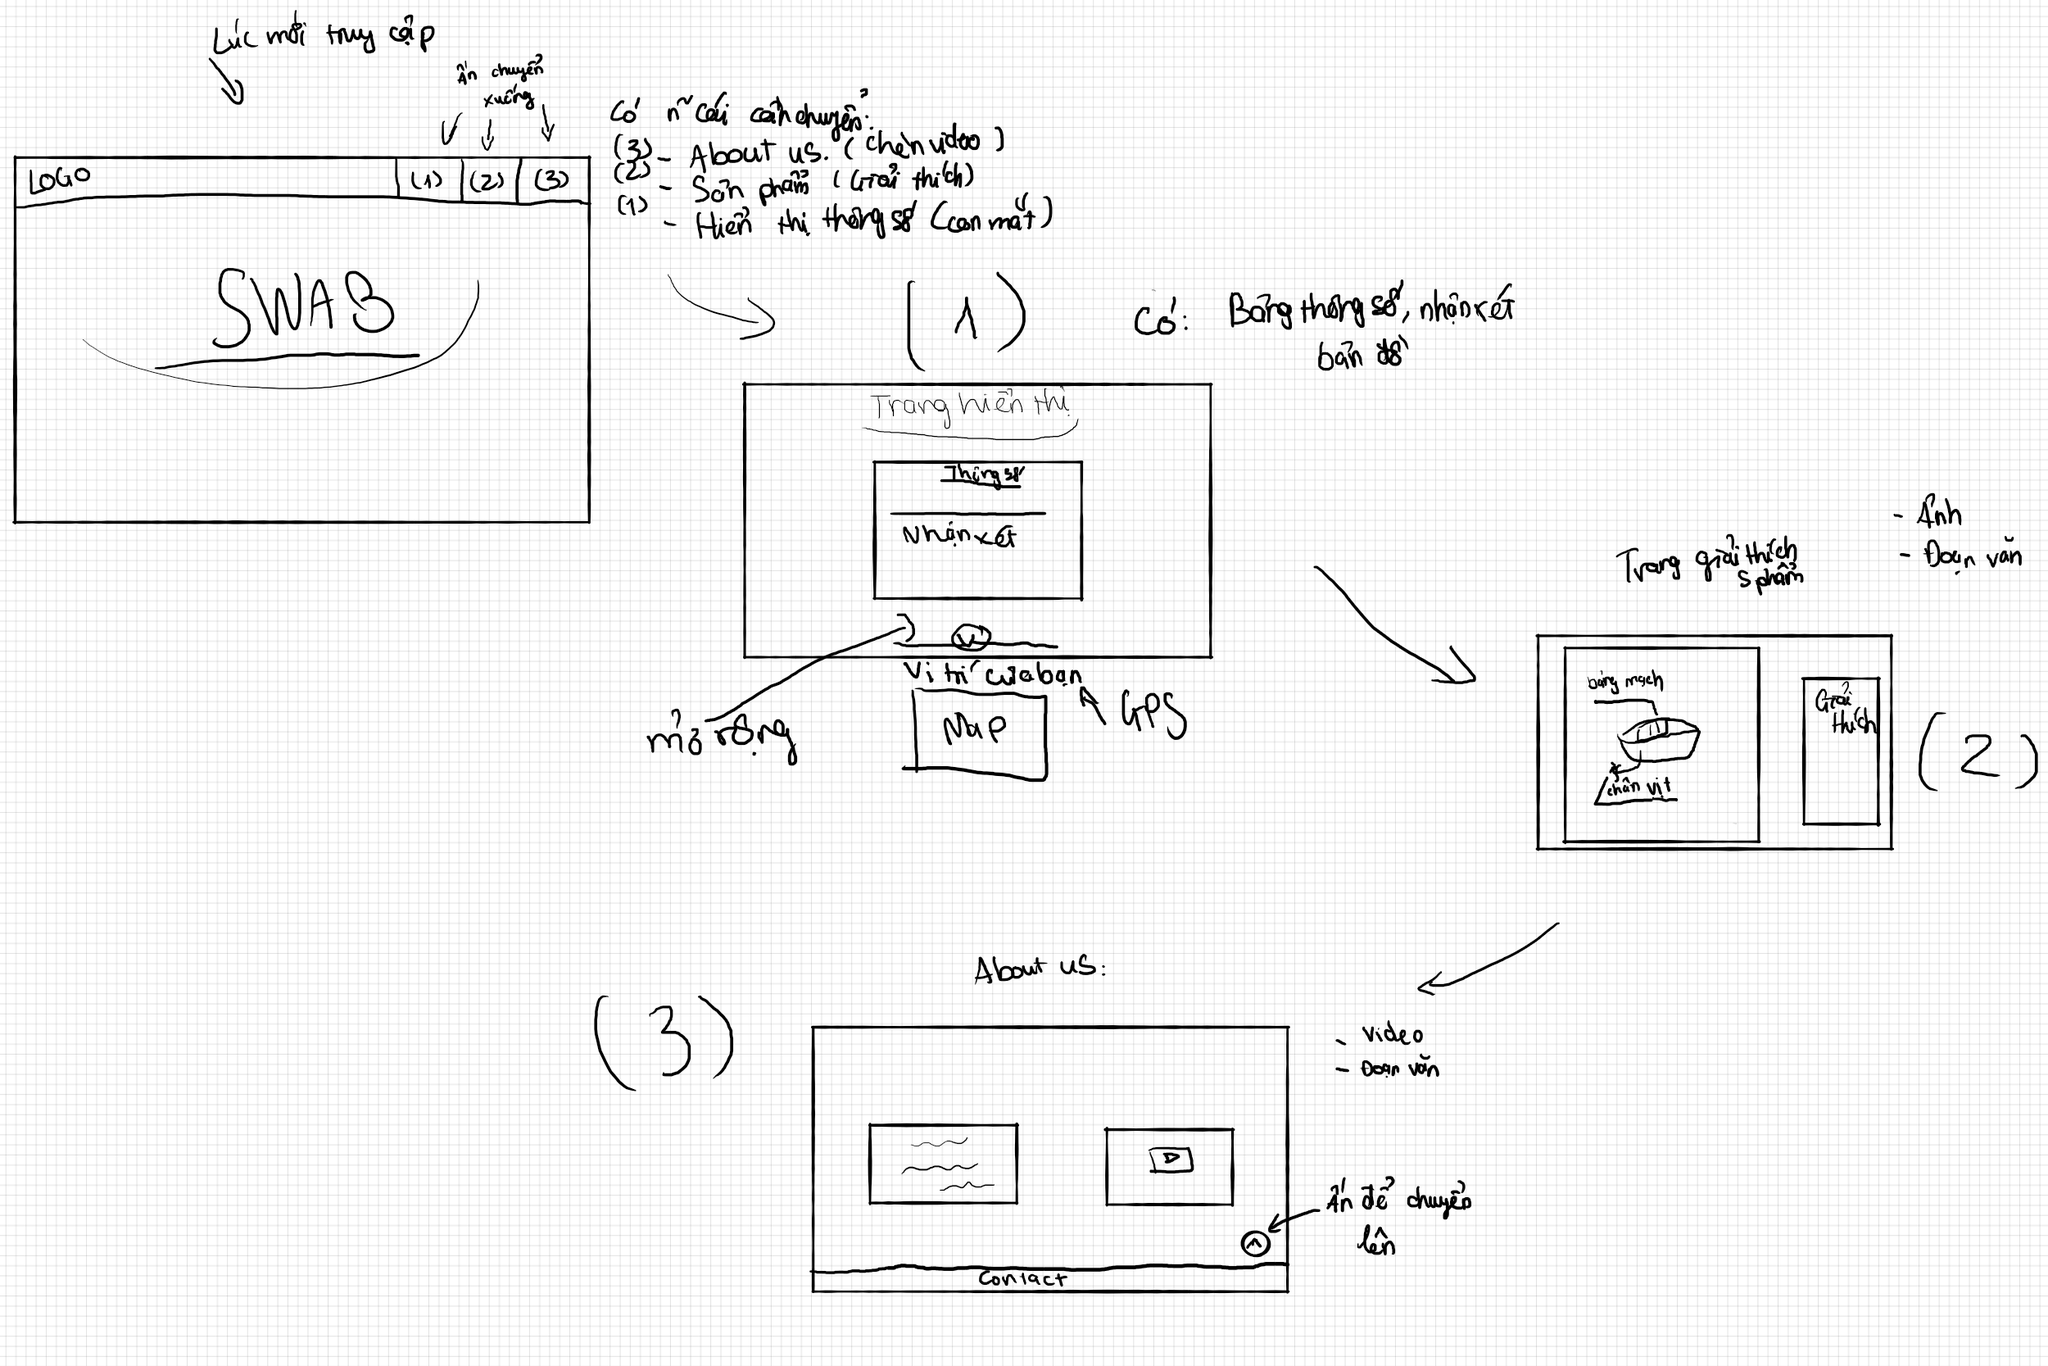 Lúc mới truy cập
Ấn chuyển
xuống
LOGO
(1)
(2)
(3)
SWAB
Có n~ cái cần chuyển:
(3) - About us. (chèn video)
(2) - Sản phẩm (Giải thích)
(1) - Hiển thị thông số (con mắt)
(1)
Có: Bảng thông số, nhận xét
bản đồ
Trang hiển thị
Thông số
Nhận xét
Vị trí của bạn
GPS
Map
mở rộng
- Ảnh
- Đoạn văn
Trang giải thích
s phẩm
bảng mạch
chân vịt
Giải
thích
(2)
About us:
(3)
- Video
- Đoạn văn
Ấn để chuyển
lên
Contact